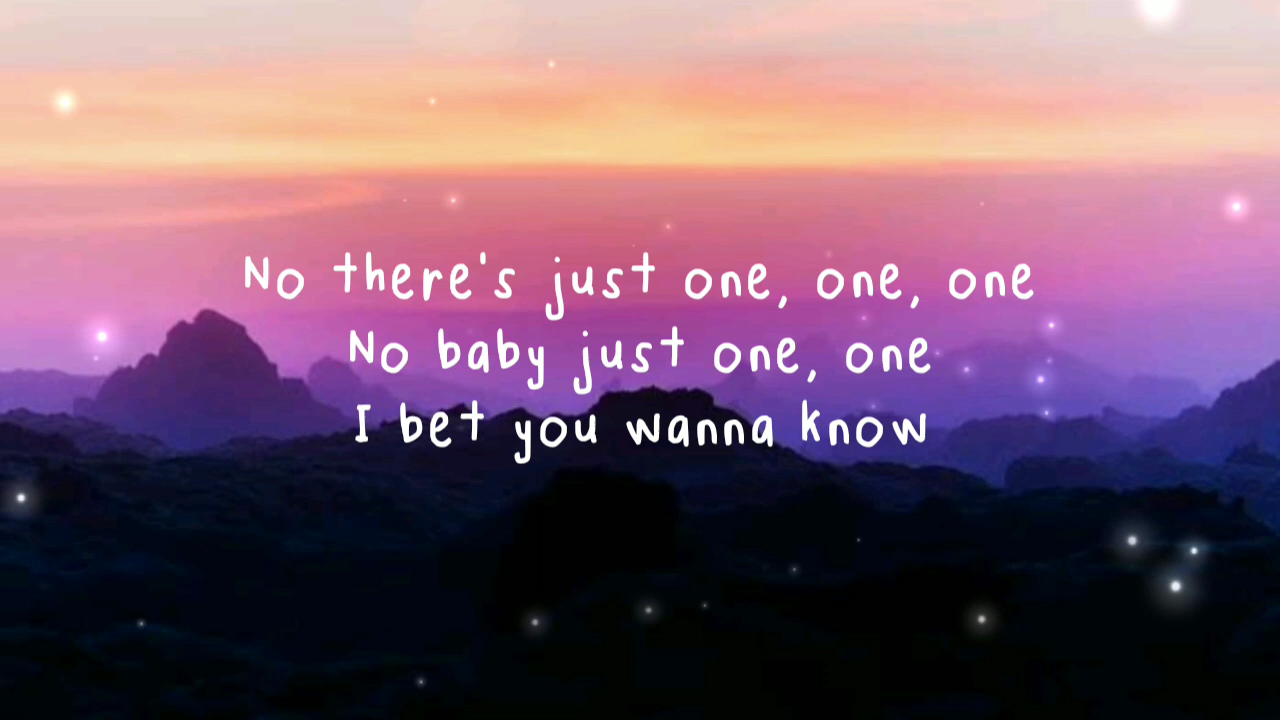 No there's just one, one, one
No baby just one, one
I bet you wanna know